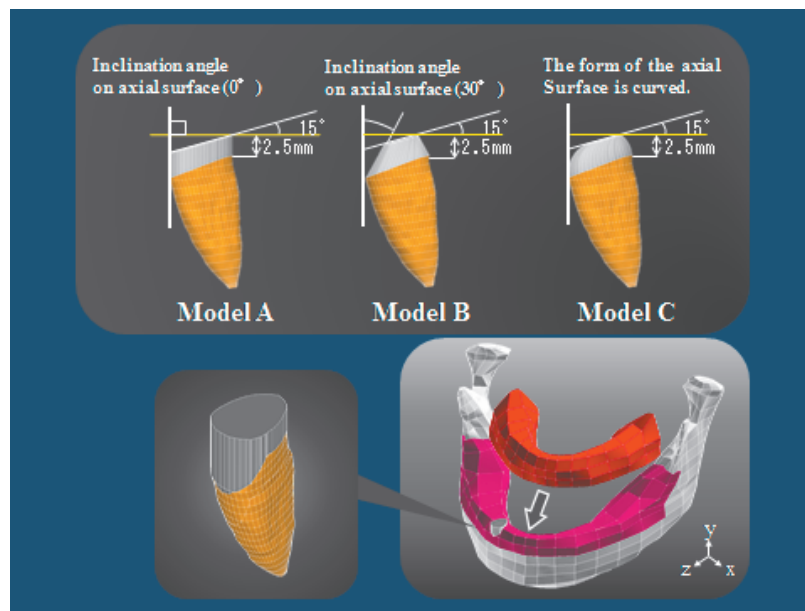 Inclination angle
on axial surface (0° )
Inclination angle
on axial surface (30° )
The form of the axial
Surface is curved.
15°
2.5mm
15°
2.5mm
15°
2.5mm
Model A
Model B
Model C
y
z
x